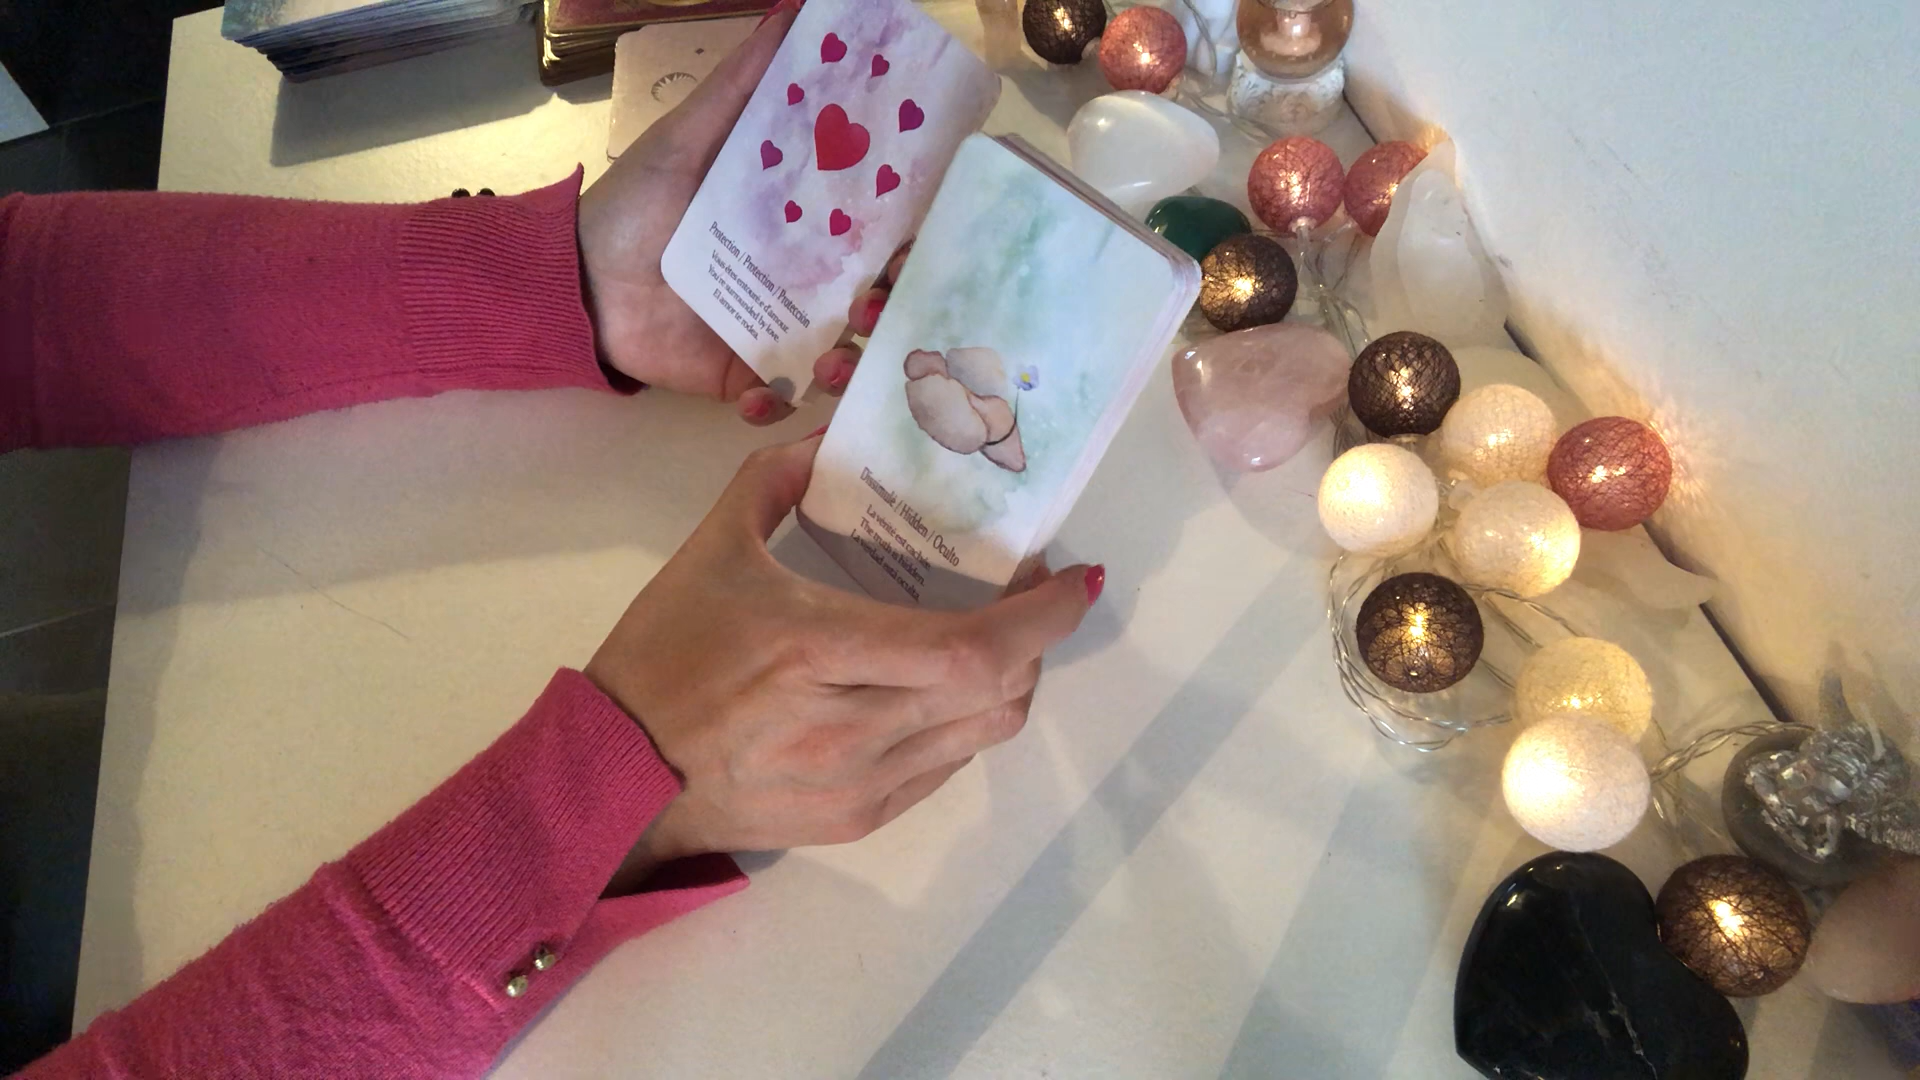 Protection / Protection / Protección
Vous êtes entouré·e d'amour.
You're surrounded by love.
El amor te rodea.
Dissimulé / Hidden / Oculto
La vérité est cachée.
The truth is hidden.
La verdad está oculta.